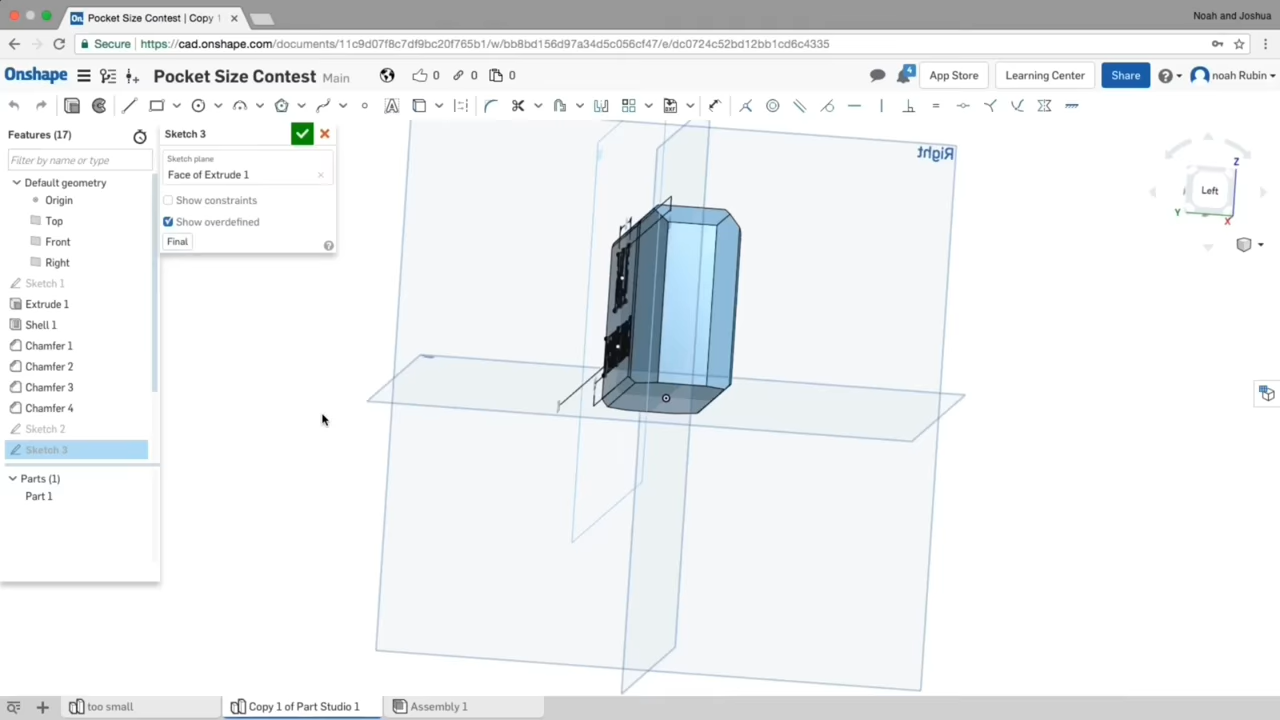 On Pocket Size Contest | Copy 1
Noah and Joshua
Secure https://cad.onshape.com/documents/11c9d07f8c7df9bc20f765b1/w/bb8bd156d97a34d5c056cf47/e/dc0724c52bd12bb1cd6c4335
Onshape Pocket Size Contest Main 0 0 0 4 App Store Learning Center Share noah Rubin
Features (17)
Filter by name or type
Default geometry
Origin
Top
Front
Right
Sketch 1
Extrude 1
Shell 1
Chamfer 1
Chamfer 2
Chamfer 3
Chamfer 4
Sketch 2
Sketch 3
Parts (1)
Part 1
Sketch 3
Sketch plane
Face of Extrude 1
Show constraints
Show overdefined
Final
Right
Z
Left
Y
X
too small Copy 1 of Part Studio 1 Assembly 1